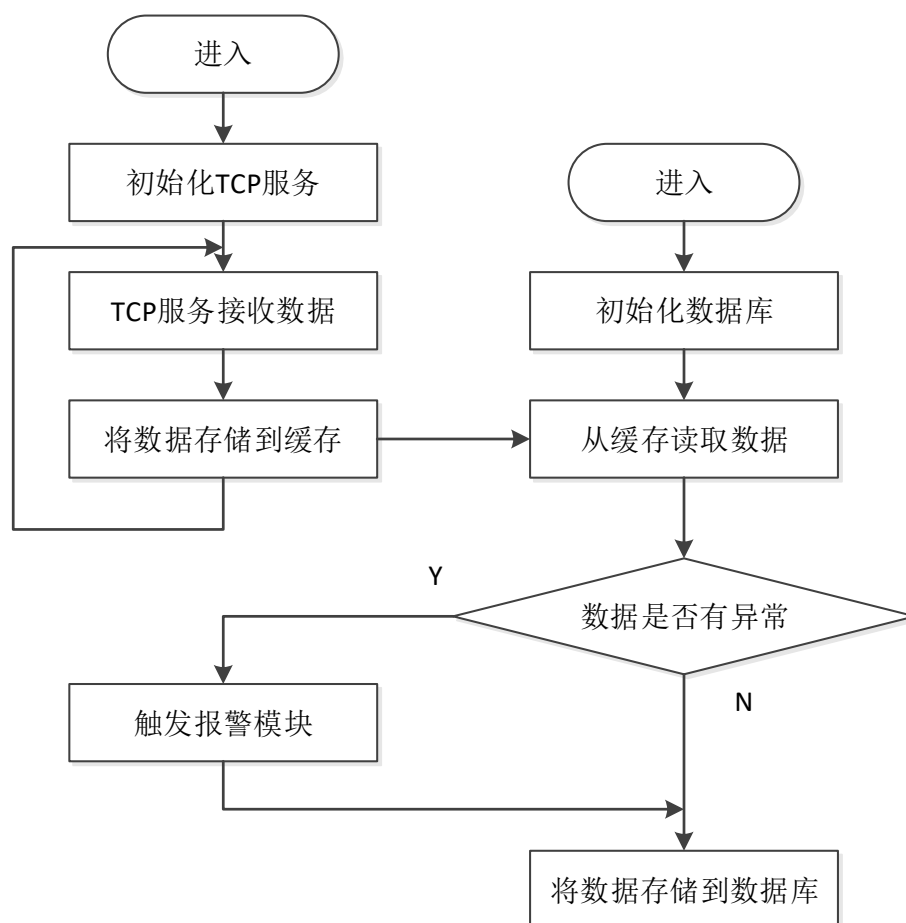 进入
初始化TCP服务
进入
TCP服务接收数据
初始化数据库
将数据存储到缓存
从缓存读取数据
Y
数据是否有异常
N
触发报警模块
将数据存储到数据库